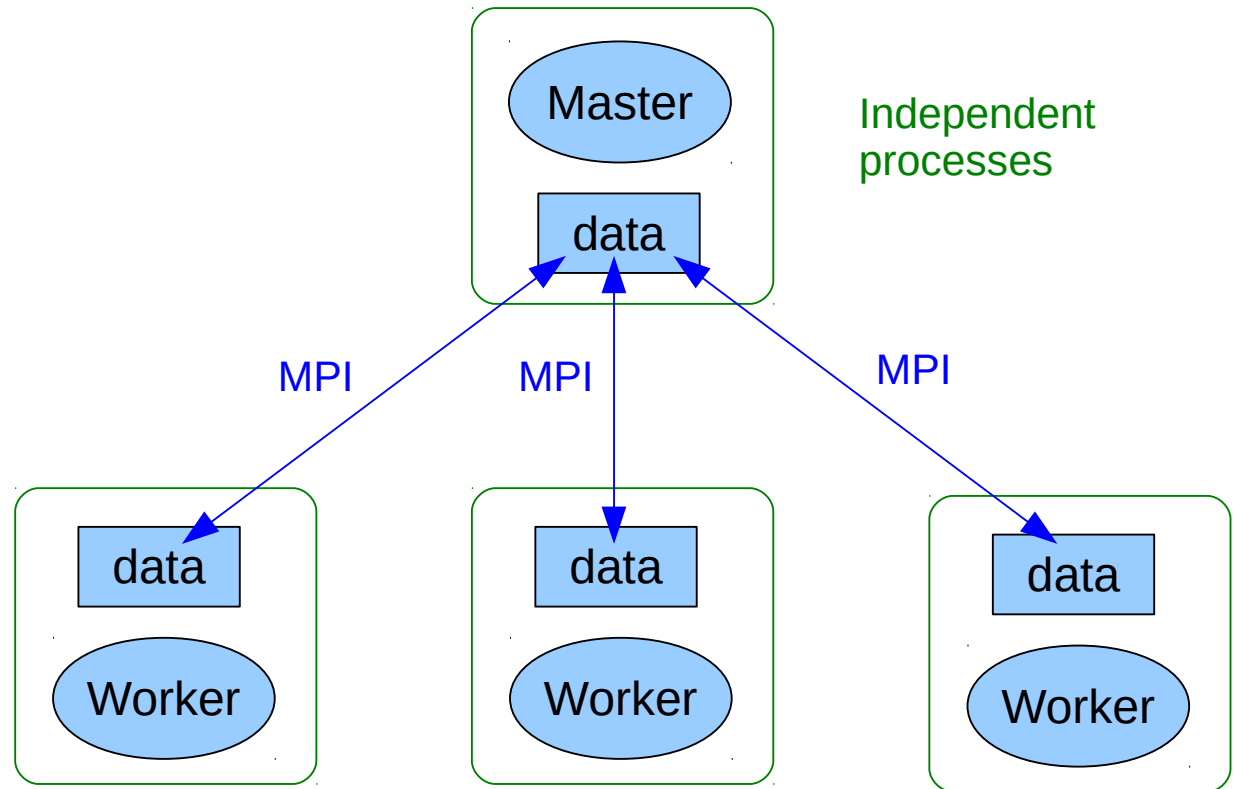 Master
Independent
processes
data
MPI
MPI
MPI
data
data
data
Worker
Worker
Worker